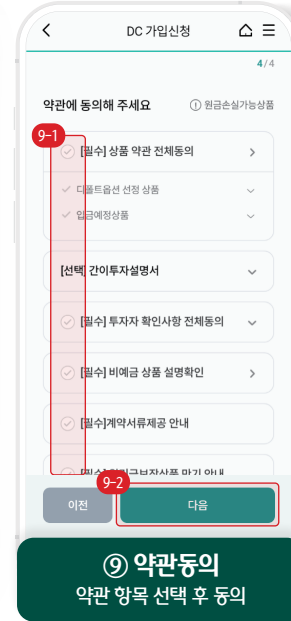 DC 가입신청
4/4
약관에 동의해 주세요
원금손실가능상품
9-1
[필수] 상품 약관 전체동의
디폴트옵션 선정 상품
입금예정상품
[선택] 간이투자설명서
[필수] 투자자 확인사항 전체동의
[필수] 비예금 상품 설명확인
[필수]계약서류제공 안내
9-2
이전
다음
⑨ 약관동의
약관 항목 선택 후 동의